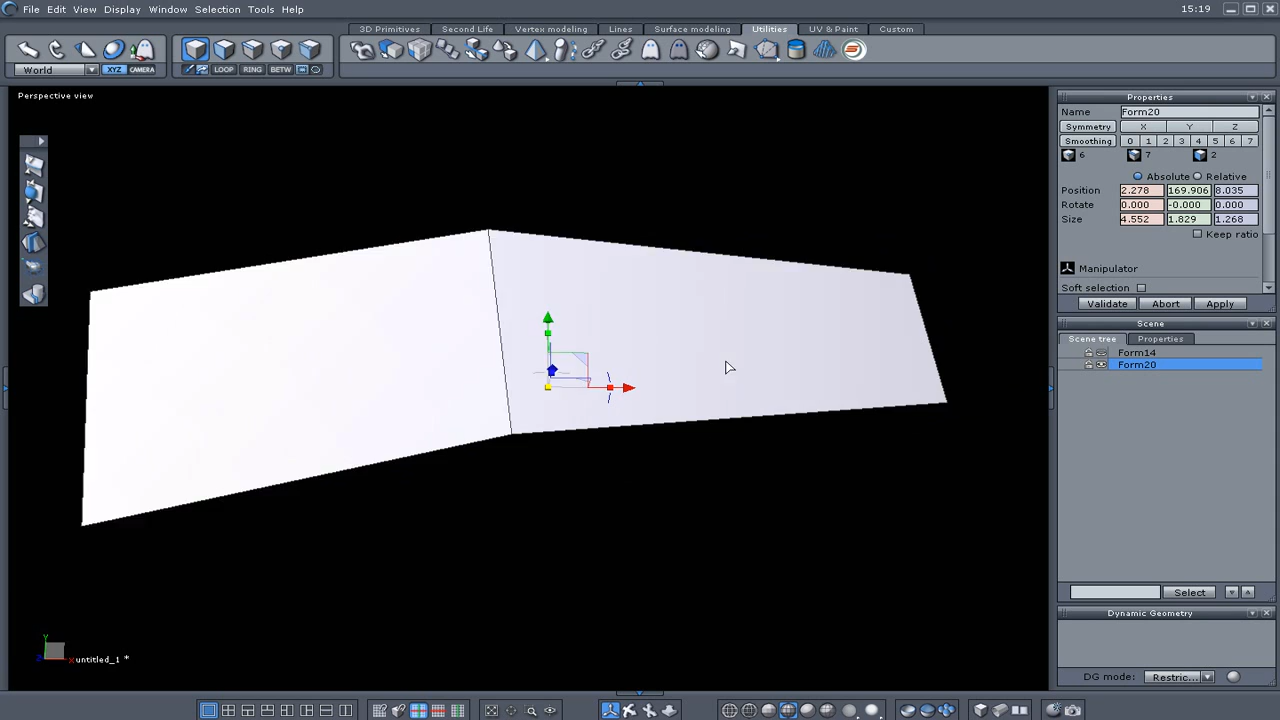 File Edit View Display Window Selection Tools Help 15:19
3D Primitives Second Life Vertex modeling Lines Surface modeling Utilities UV & Paint Custom
World XYZ CAMERA LOOP RING BETW
Perspective view
Properties
Name Form20
Symmetry X Y Z
Smoothing 0 1 2 3 4 5 6 7
6 7 2
Absolute Relative
Position 2.278 169.906 8.035
Rotate 0.000 -0.000 0.000
Size 4.552 1.829 1.268
Keep ratio
Manipulator
Soft selection
Validate Abort Apply
Scene
Scene tree Properties
Form14
Form20
Select
Dynamic Geometry
DG mode: Restric...
Y
Z X untitled_1 *